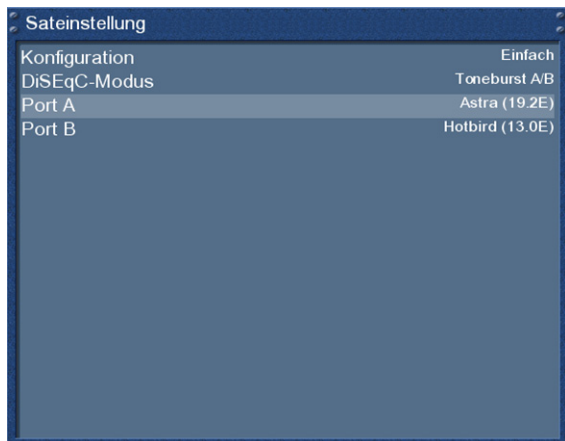 Sateinstellung
Konfiguration Einfach
DiSEqC-Modus Toneburst A/B
Port A Astra (19.2E)
Port B Hotbird (13.0E)